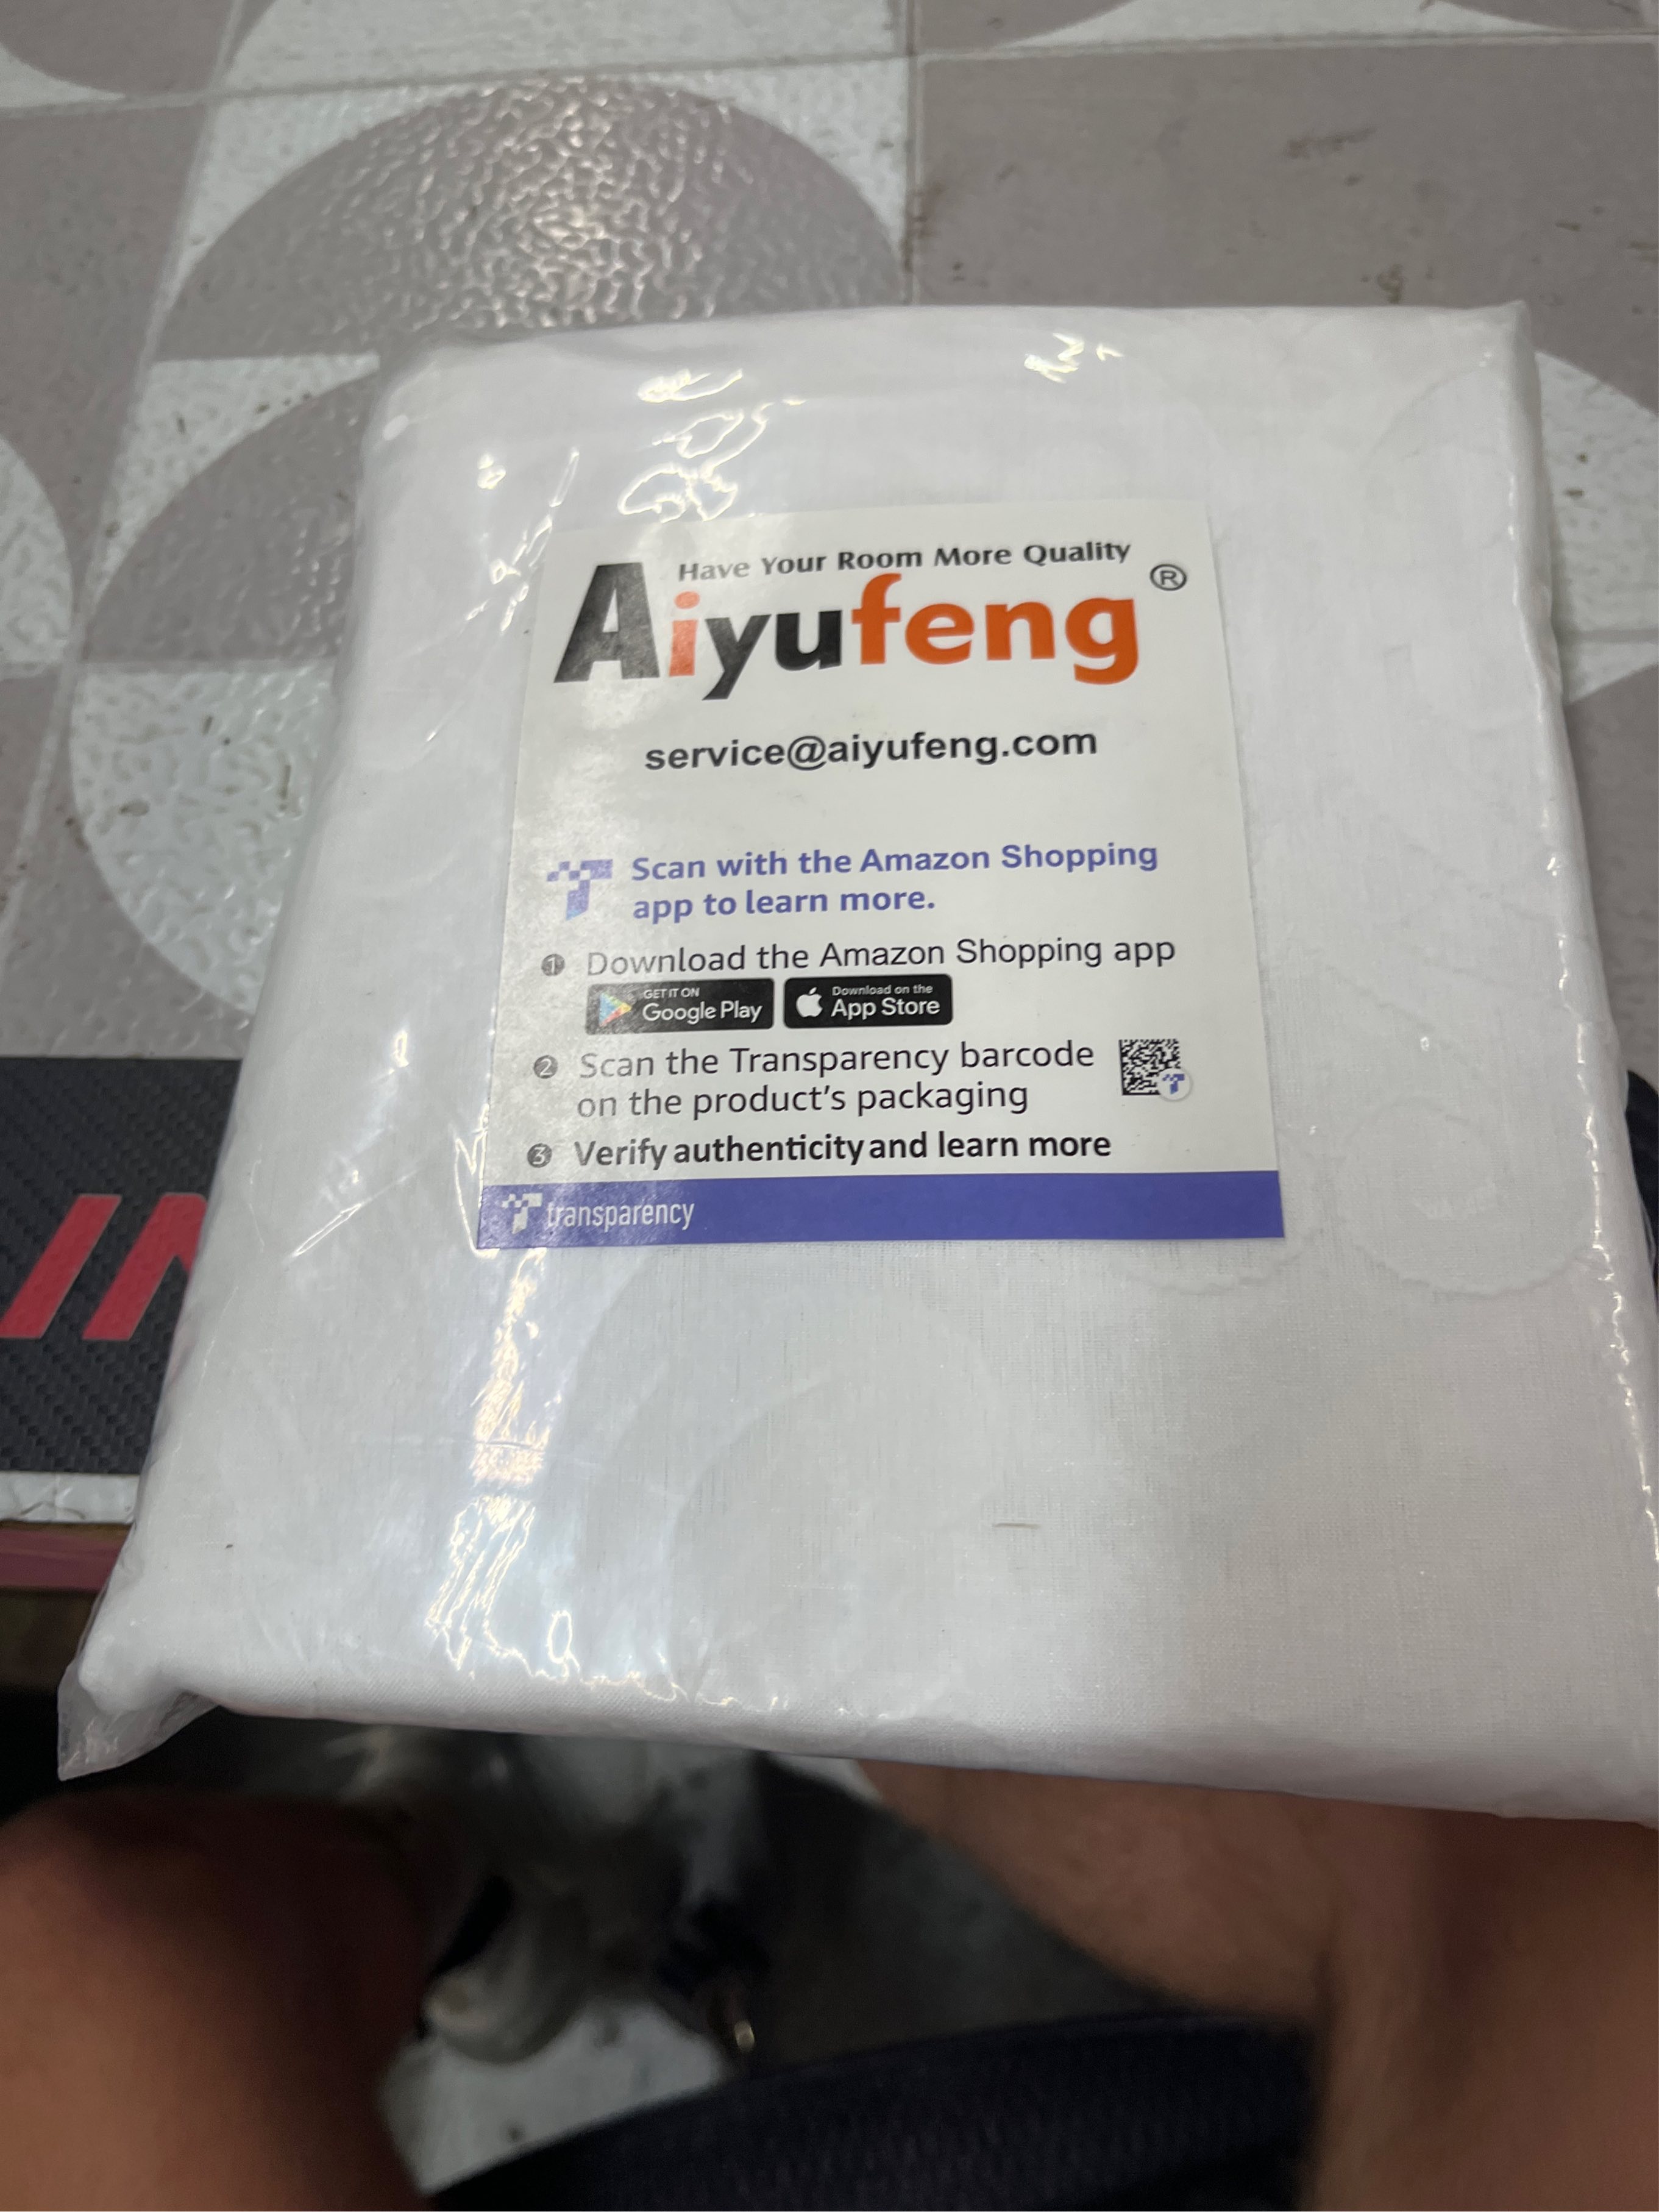 Have Your Room More Quality
Aiyufeng ®
service@aiyufeng.com
Scan with the Amazon Shopping
app to learn more.
1 Download the Amazon Shopping app
GET IT ON
Google Play
Download on the
App Store
2 Scan the Transparency barcode
on the product's packaging
3 Verify authenticity and learn more
transparency